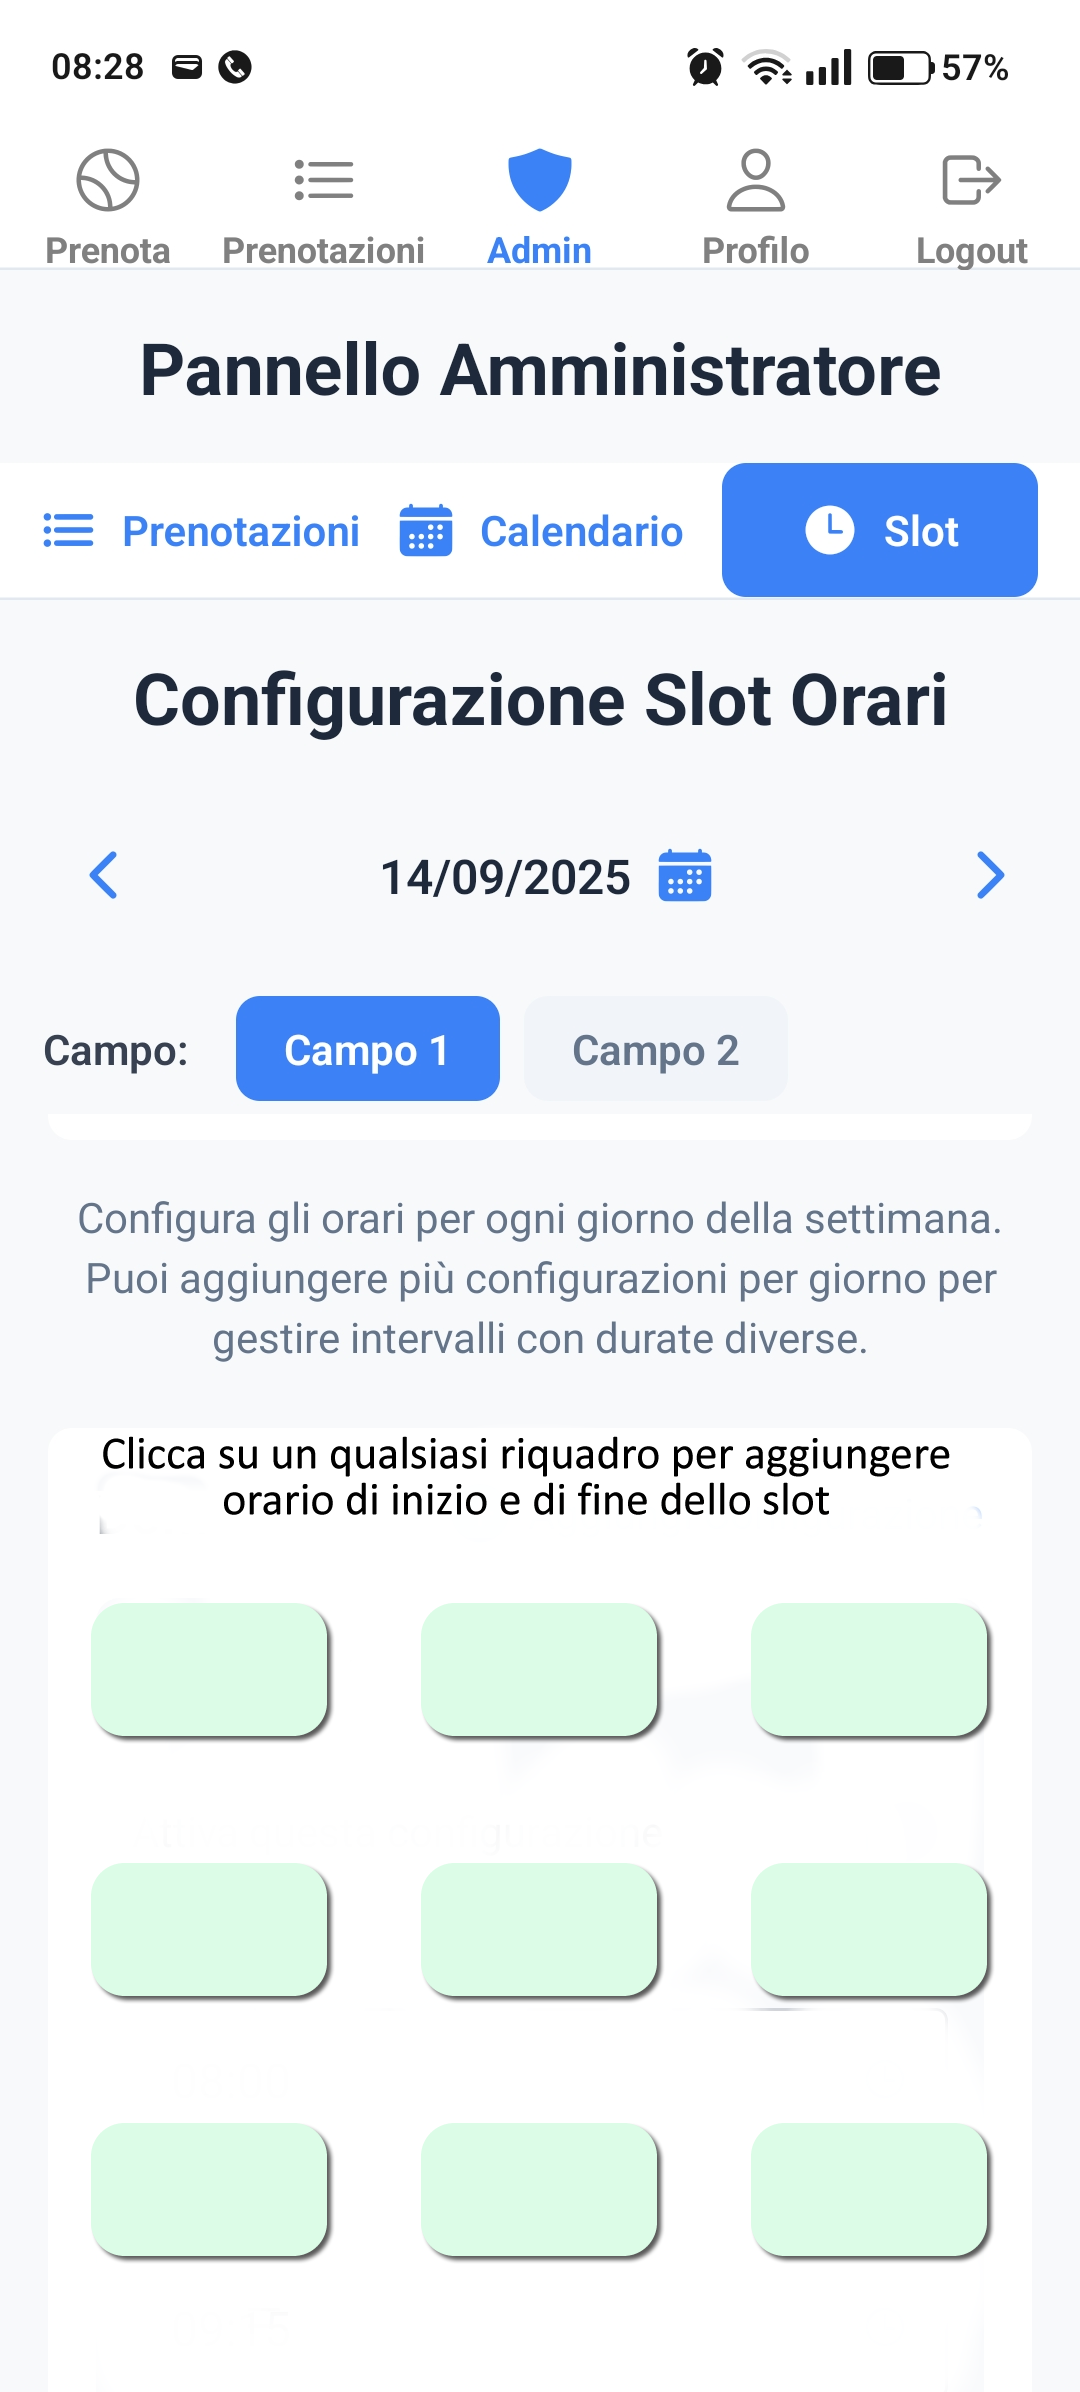 08:28 57%
Prenota Prenotazioni Admin Profilo Logout
Pannello Amministratore
Prenotazioni Calendario Slot
Configurazione Slot Orari
14/09/2025
Campo: Campo 1 Campo 2
Configura gli orari per ogni giorno della settimana.
Puoi aggiungere più configurazioni per giorno per
gestire intervalli con durate diverse.
Clicca su un qualsiasi riquadro per aggiungere
orario di inizio e di fine dello slot